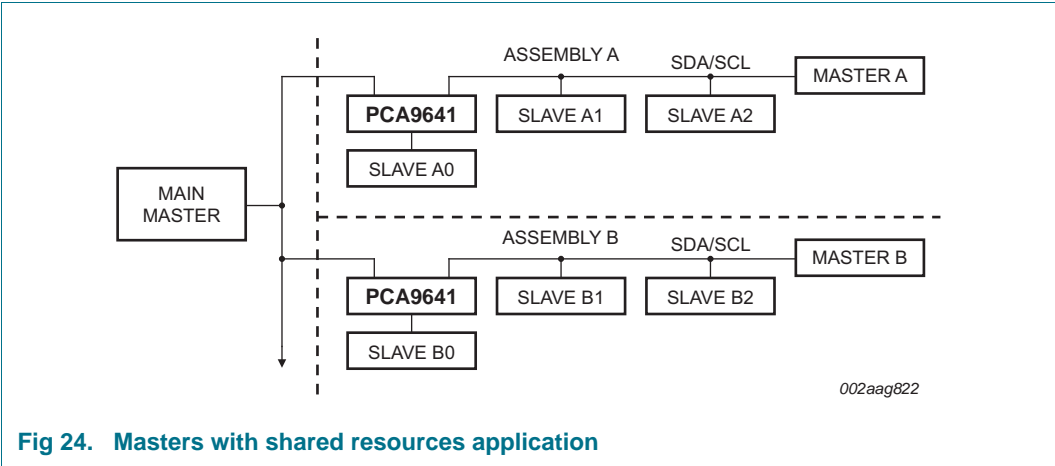 ASSEMBLY A
SDA/SCL
MASTER A
PCA9641
SLAVE A1
SLAVE A2
SLAVE A0
MAIN
MASTER
ASSEMBLY B
SDA/SCL
MASTER B
PCA9641
SLAVE B1
SLAVE B2
SLAVE B0
002aag822
Fig 24. Masters with shared resources application